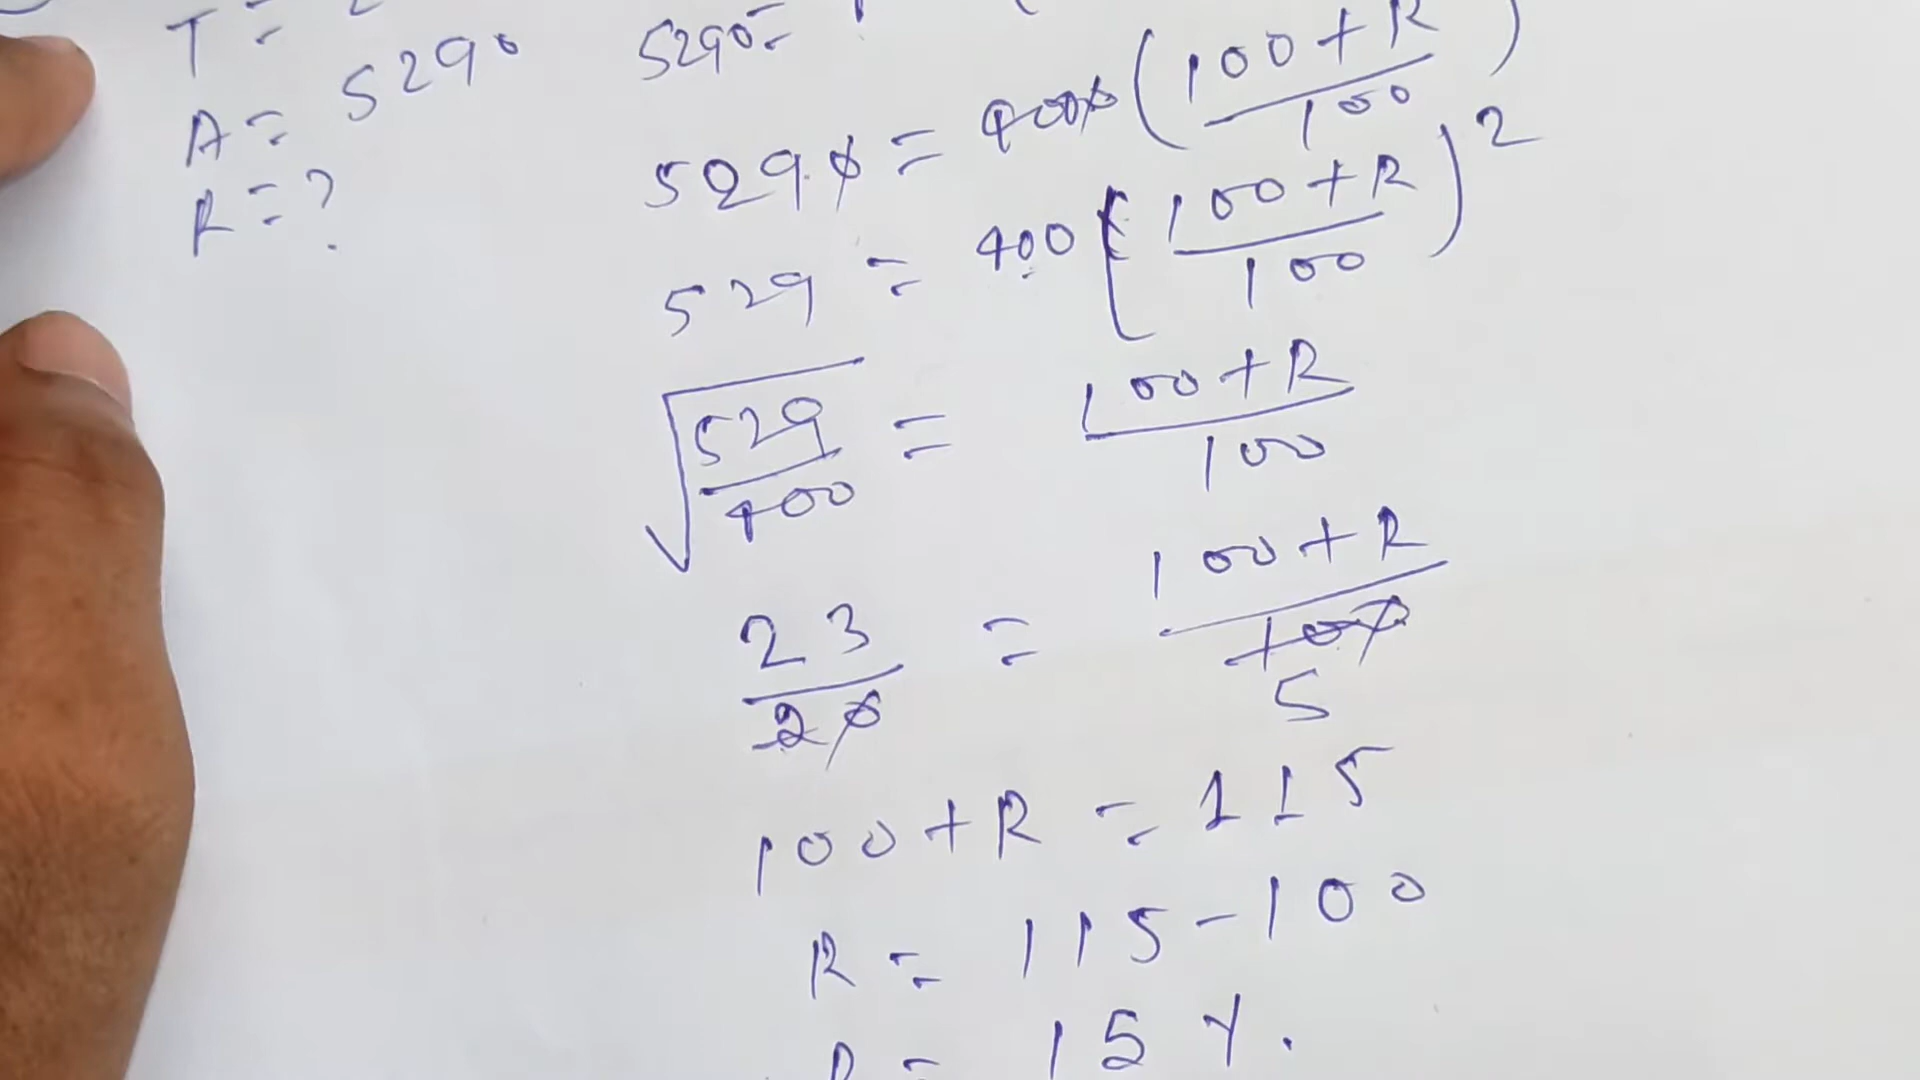 T =
A = 5290
R = ?
5290 =
5290 = 4000 (100 + R / 100)
529 = 400 [100 + R / 100)²
√529/400 = 100 + R / 100
23/20 = 100 + R / 100
5
100 + R = 115
R = 115 - 100
R = 15 %.